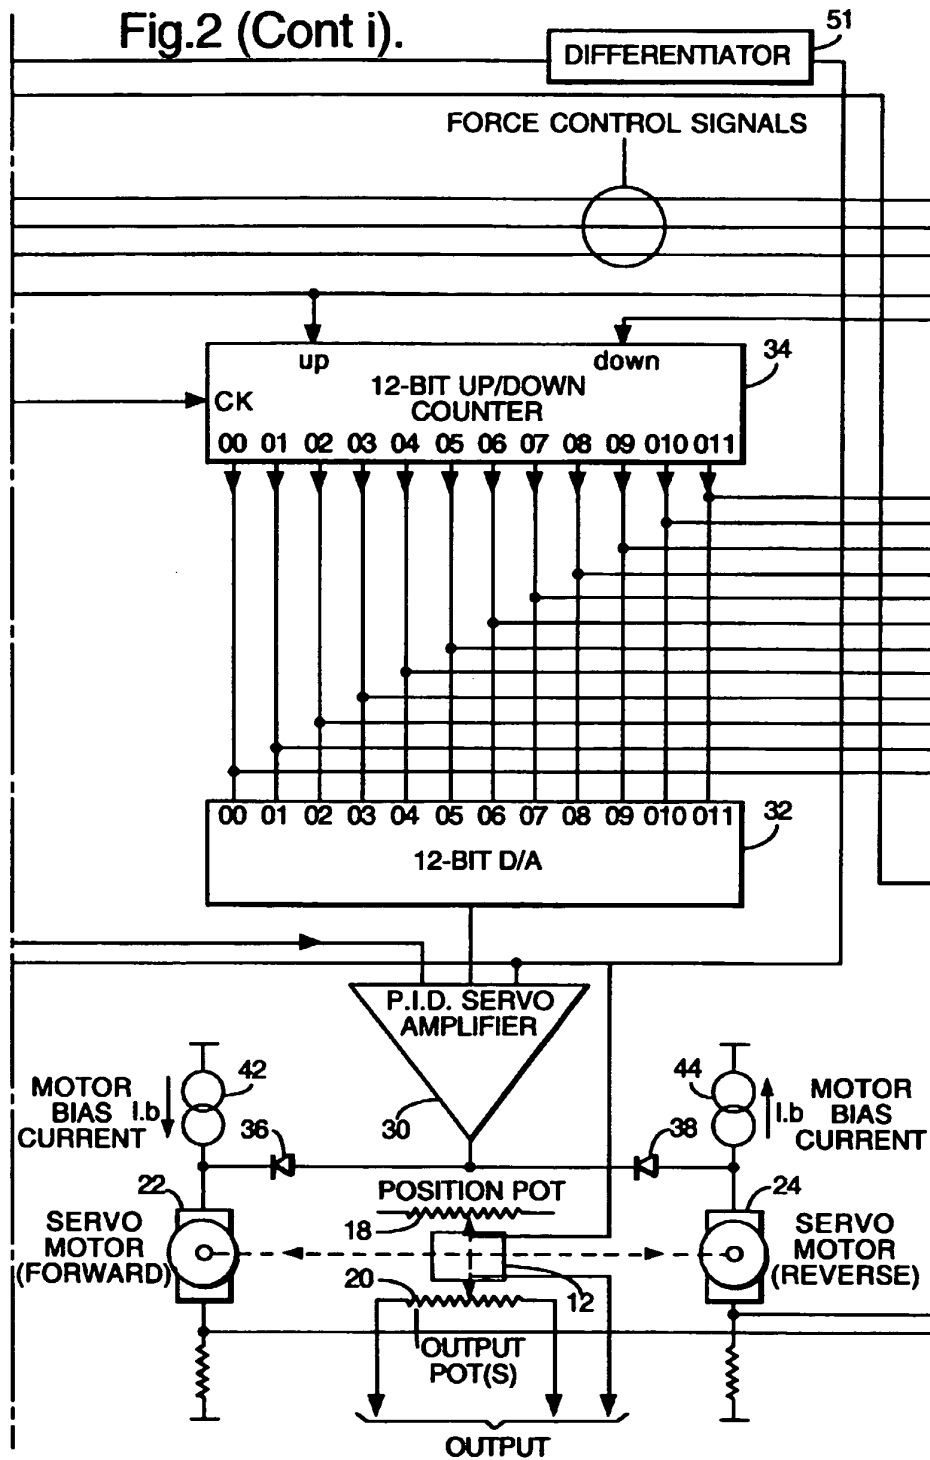 Fig.2 (Cont i).
51
DIFFERENTIATOR
FORCE CONTROL SIGNALS
up
down
34
12-BIT UP/DOWN
COUNTER
CK
00 01 02 03 04 05 06 07 08 09 010 011
00 01 02 03 04 05 06 07 08 09 010 011
32
12-BIT D/A
P.I.D. SERVO
AMPLIFIER
30
42
MOTOR
BIAS
CURRENT
I.b
36
44
MOTOR
BIAS
CURRENT
I.b
38
22
SERVO
MOTOR
(FORWARD)
POSITION POT
18
24
SERVO
MOTOR
(REVERSE)
20
12
OUTPUT
POT(S)
OUTPUT